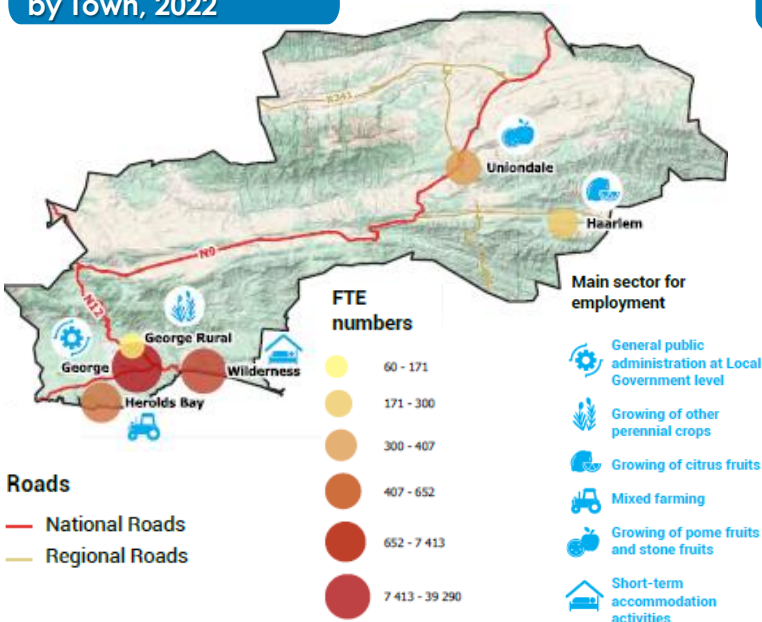 by Town, 2022
R341
Uniondale
Haarlem
N9
N12
George Rural
George
Wilderness
Herolds Bay
Roads
National Roads
Regional Roads
FTE
numbers
60 - 171
171 - 300
300 - 407
407 - 652
652 - 7 413
7 413 - 39 290
Main sector for
employment
General public
administration at Local
Government level
Growing of other
perennial crops
Growing of citrus fruits
Mixed farming
Growing of pome fruits
and stone fruits
Short-term
accommodation
activities